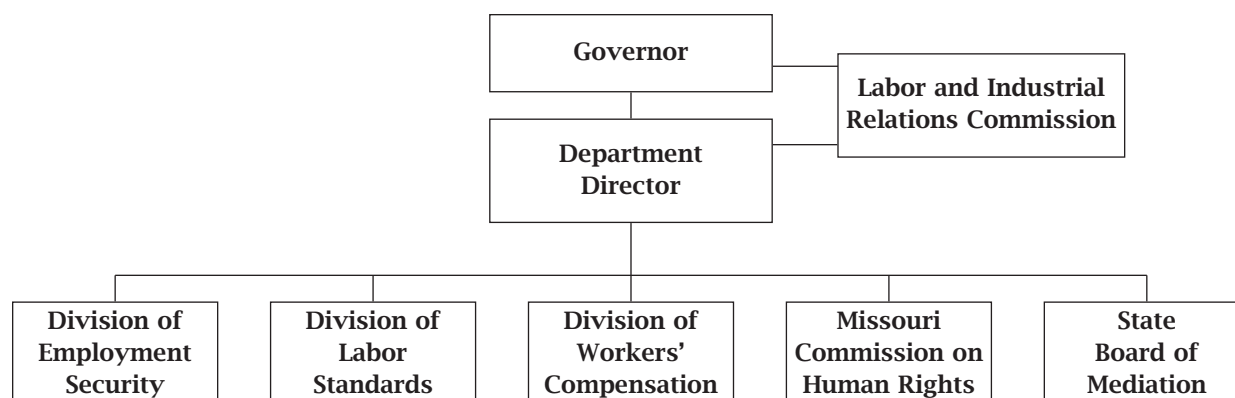 Governor
Labor and Industrial
Relations Commission
Department
Director
Division of
Employment
Security
Division of
Labor
Standards
Division of
Workers’
Compensation
Missouri
Commission on
Human Rights
State
Board of
Mediation